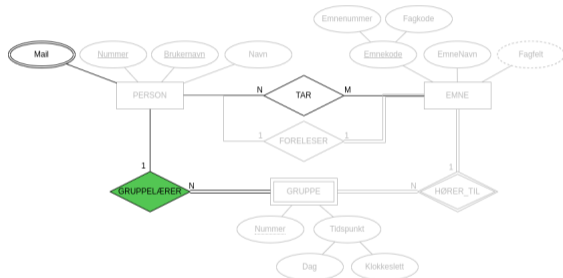 Emnenummer Fagkode
Mail Nummer Brukernavn Navn Emnekode EmneNavn Fagfelt
PERSON N TAR M EMNE
1 FORELESER 1
1 1
GRUPPELÆRER N GRUPPE N HØRER_TIL
Nummer Tidspunkt
Dag Klokkeslett